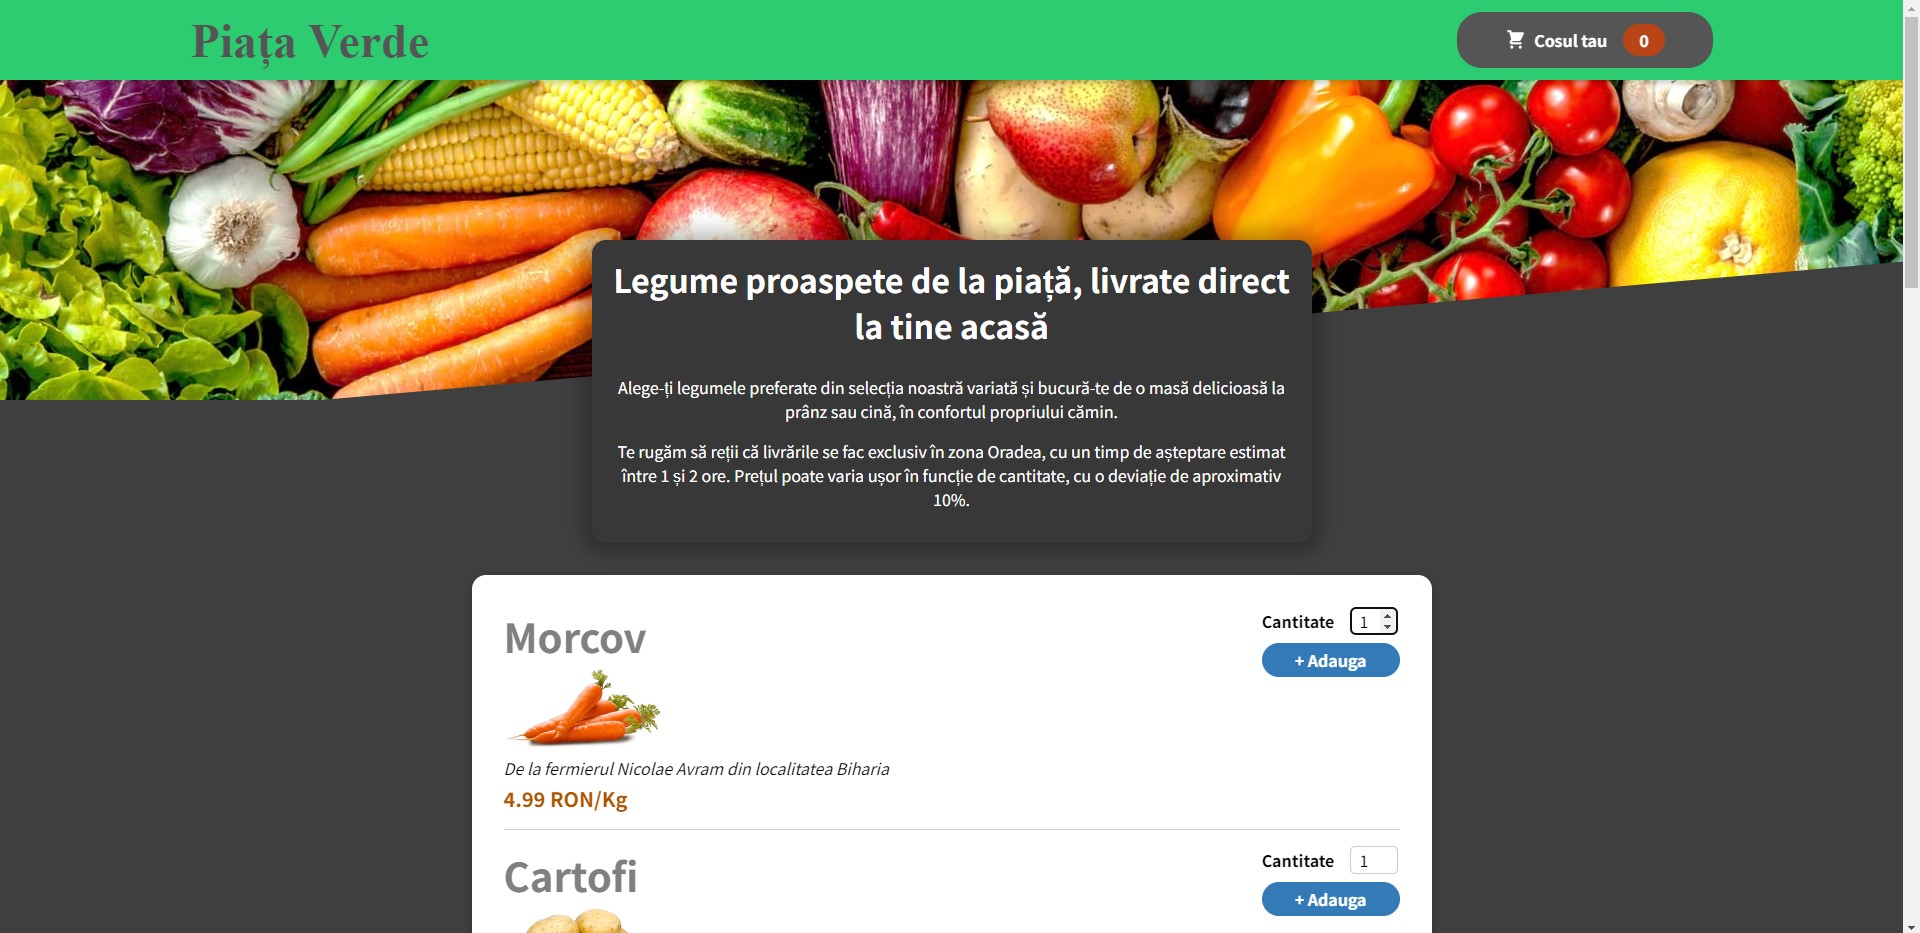 Piața Verde
Cosul tau 0
Legume proaspete de la piață, livrate direct
la tine acasă
Alege-ți legumele preferate din selecția noastră variată și bucură-te de o masă delicioasă la
prânz sau cină, în confortul propriului cămin.
Te rugăm să reții că livrările se fac exclusiv în zona Oradea, cu un timp de așteptare estimat
între 1 și 2 ore. Prețul poate varia ușor în funcție de cantitate, cu o deviație de aproximativ
10%.
Morcov
Cantitate 1
+ Adauga
De la fermierul Nicolae Avram din localitatea Biharia
4.99 RON/Kg
Cartofi
Cantitate 1
+ Adauga